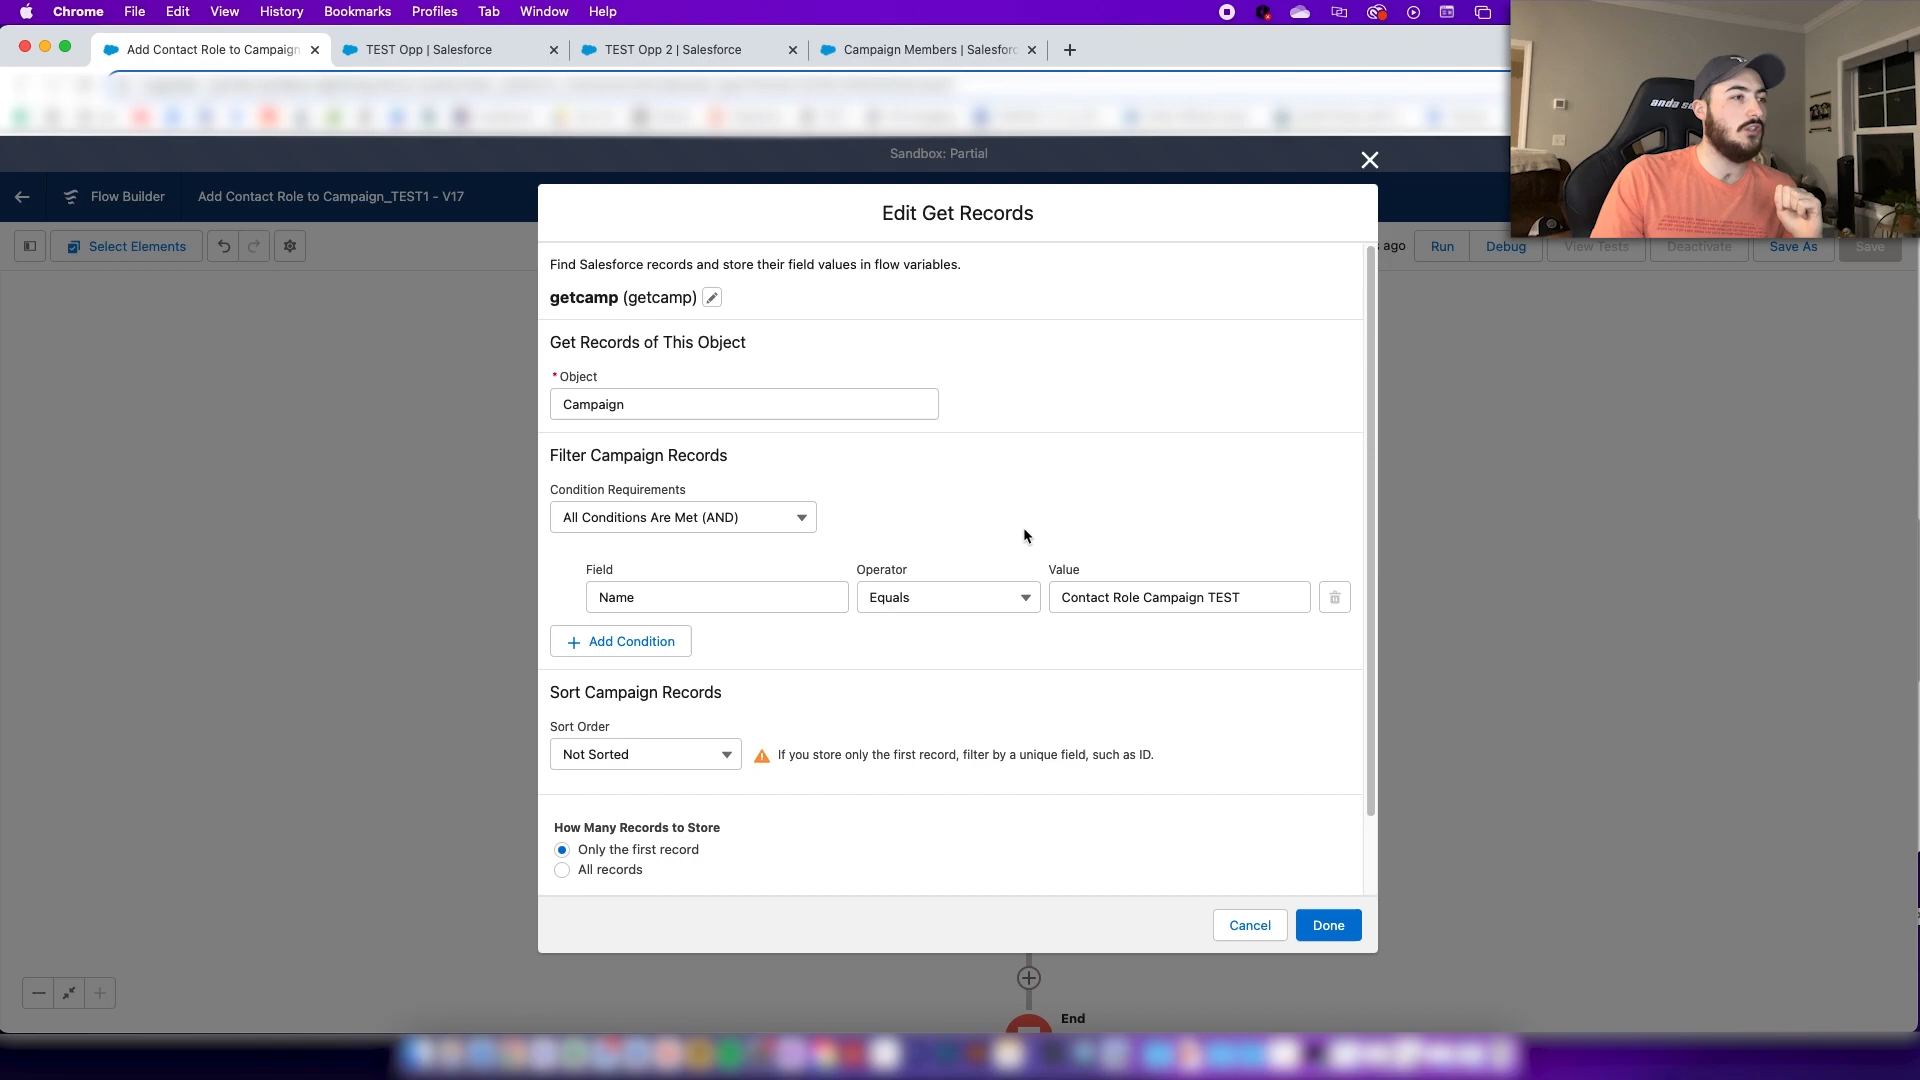 Chrome File Edit View History Bookmarks Profiles Tab Window Help
Add Contact Role to Campaign
TEST Opp | Salesforce
TEST Opp 2 | Salesforce
Campaign Members | Salesforc
Sandbox: Partial
Flow Builder
Add Contact Role to Campaign_TEST1 - V17
Select Elements
ago
Run
Debug
View Tests
Deactivate
Save As
Save
Edit Get Records
Find Salesforce records and store their field values in flow variables.
getcamp (getcamp)
Get Records of This Object
* Object
Campaign
Filter Campaign Records
Condition Requirements
All Conditions Are Met (AND)
Field Operator Value
Name Equals Contact Role Campaign TEST
+ Add Condition
Sort Campaign Records
Sort Order
Not Sorted
If you store only the first record, filter by a unique field, such as ID.
How Many Records to Store
Only the first record
All records
Cancel Done
End